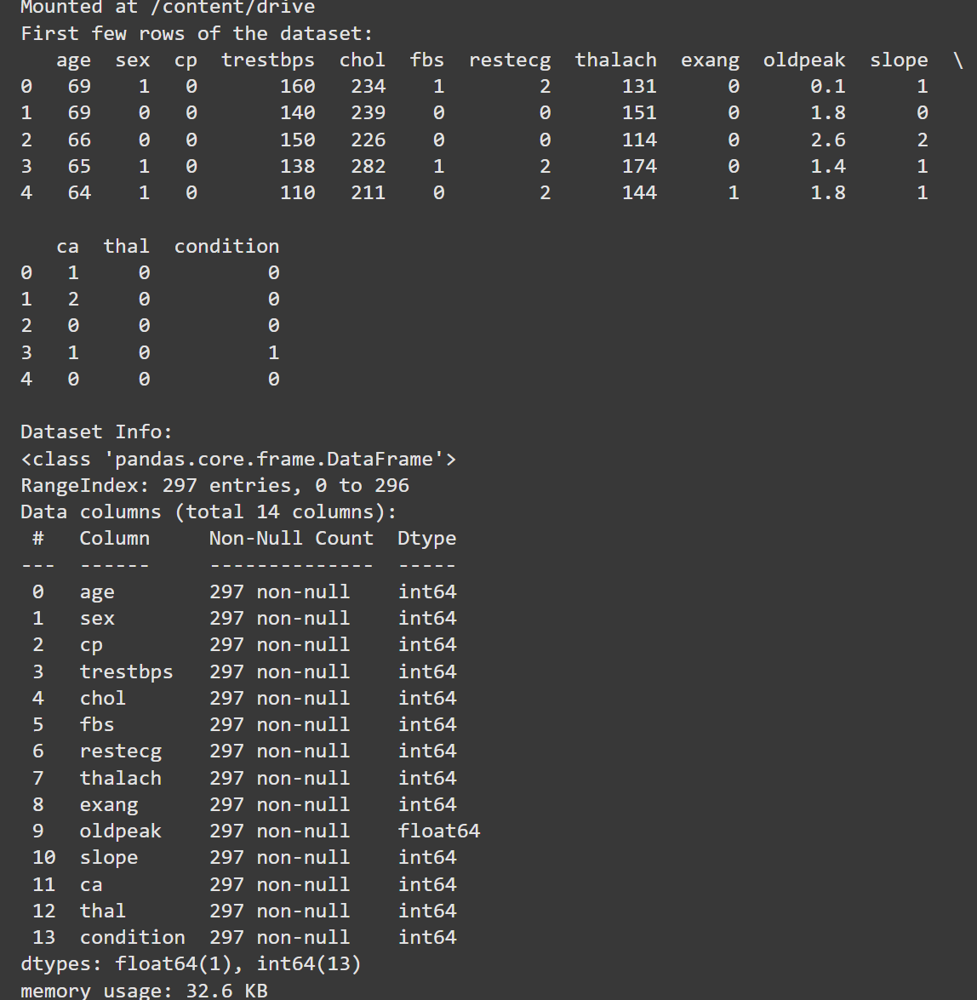 Mounted at /content/drive
First few rows of the dataset:
   age  sex  cp  trestbps  chol  fbs  restecg  thalach  exang  oldpeak  slope  \
0   69    1   0       160   234    1        2      131      0      0.1      1
1   69    0   0       140   239    0        0      151      0      1.8      0
2   66    0   0       150   226    0        0      114      0      2.6      2
3   65    1   0       138   282    1        2      174      0      1.4      1
4   64    1   0       110   211    0        2      144      1      1.8      1

   ca  thal  condition
0   1     0          0
1   2     0          0
2   0     0          0
3   1     0          1
4   0     0          0

Dataset Info:
<class 'pandas.core.frame.DataFrame'>
RangeIndex: 297 entries, 0 to 296
Data columns (total 14 columns):
 #   Column     Non-Null Count  Dtype
---  ------     --------------  -----
 0   age        297 non-null    int64
 1   sex        297 non-null    int64
 2   cp         297 non-null    int64
 3   trestbps   297 non-null    int64
 4   chol       297 non-null    int64
 5   fbs        297 non-null    int64
 6   restecg    297 non-null    int64
 7   thalach    297 non-null    int64
 8   exang      297 non-null    int64
 9   oldpeak    297 non-null    float64
 10  slope      297 non-null    int64
 11  ca         297 non-null    int64
 12  thal       297 non-null    int64
 13  condition  297 non-null    int64
dtypes: float64(1), int64(13)
memory usage: 32.6 KB